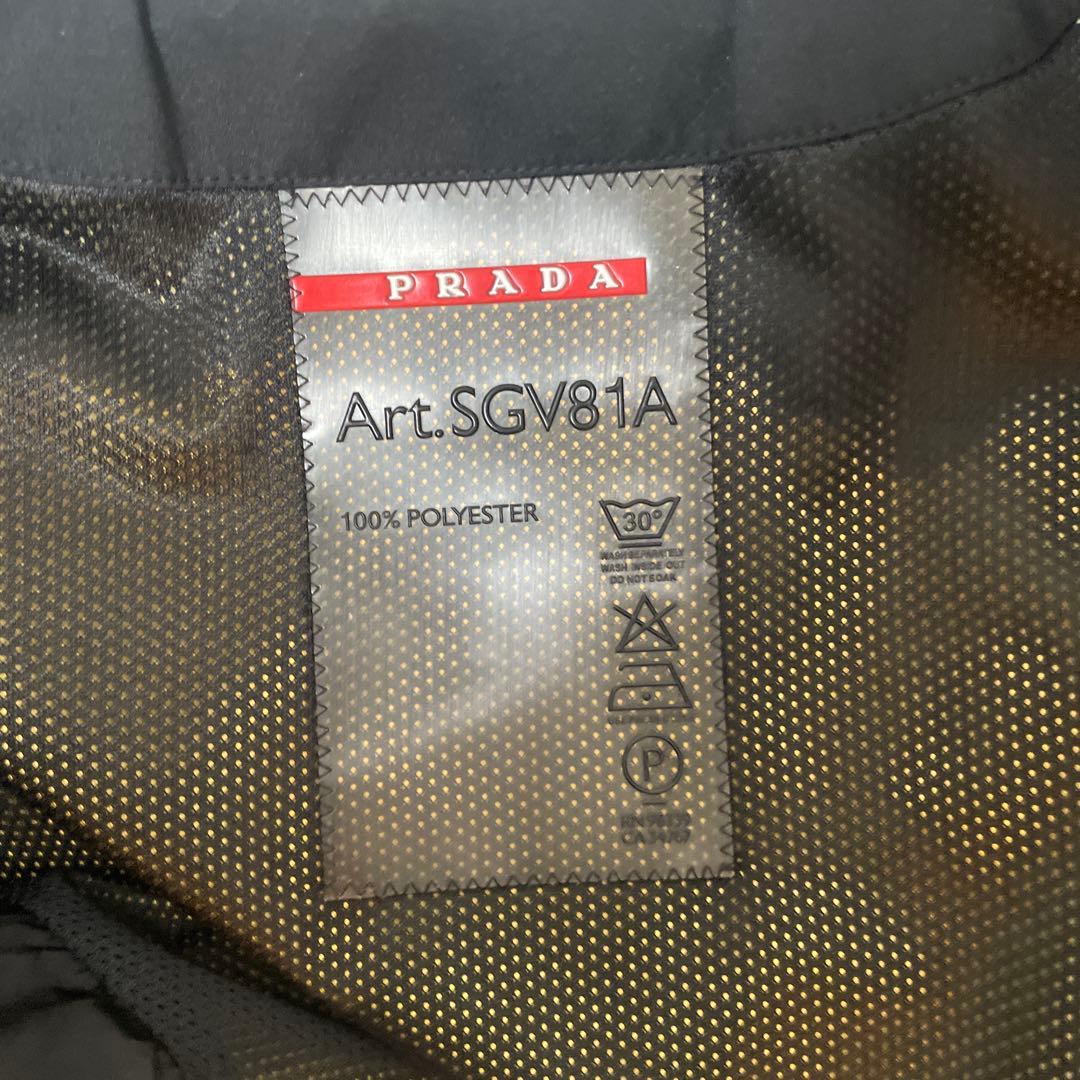 PRADA
Art.SGV81A
100% POLYESTER
30°
WASH SEPARATELY
WASH INSIDE OUT
DO NOT SOAK
P